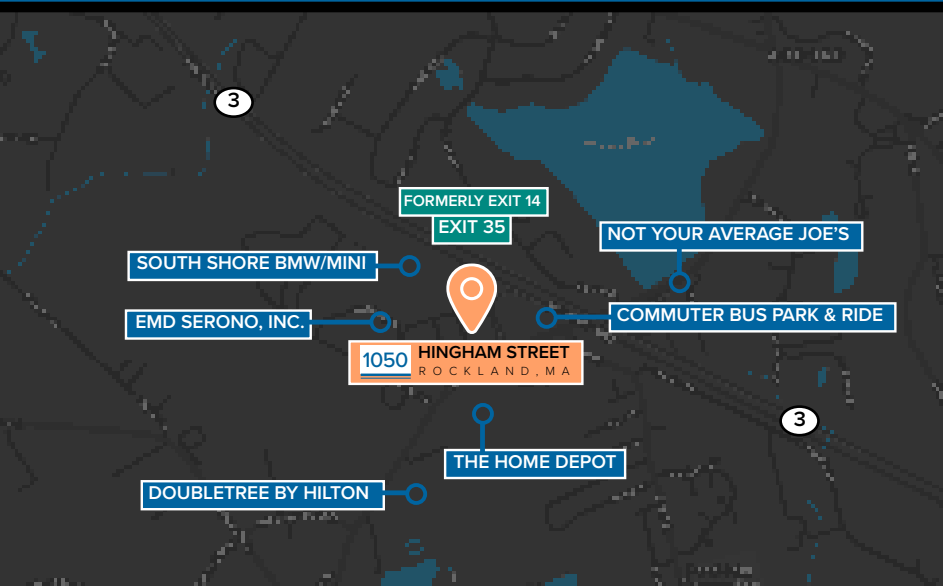 3
FORMERLY EXIT 14
EXIT 35
NOT YOUR AVERAGE JOE'S
SOUTH SHORE BMW/MINI
EMD SERONO, INC.
COMMUTER BUS PARK & RIDE
1050 HINGHAM STREET
ROCKLAND, MA
3
THE HOME DEPOT
DOUBLETREE BY HILTON